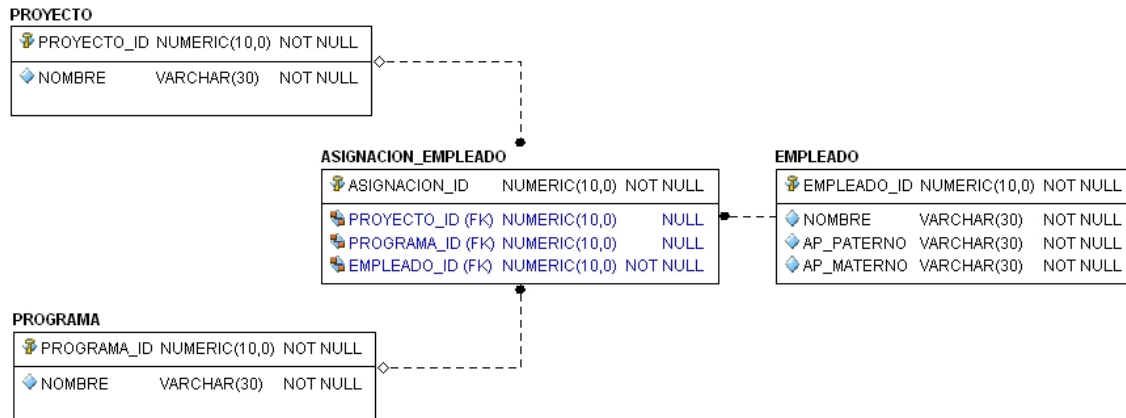 PROYECTO
PROYECTO_ID NUMERIC(10,0) NOT NULL
NOMBRE VARCHAR(30) NOT NULL
ASIGNACION_EMPLEADO
ASIGNACION_ID NUMERIC(10,0) NOT NULL
PROYECTO_ID (FK) NUMERIC(10,0) NULL
PROGRAMA_ID (FK) NUMERIC(10,0) NULL
EMPLEADO_ID (FK) NUMERIC(10,0) NOT NULL
EMPLEADO
EMPLEADO_ID NUMERIC(10,0) NOT NULL
NOMBRE VARCHAR(30) NOT NULL
AP_PATERNO VARCHAR(30) NOT NULL
AP_MATERNO VARCHAR(30) NOT NULL
PROGRAMA
PROGRAMA_ID NUMERIC(10,0) NOT NULL
NOMBRE VARCHAR(30) NOT NULL